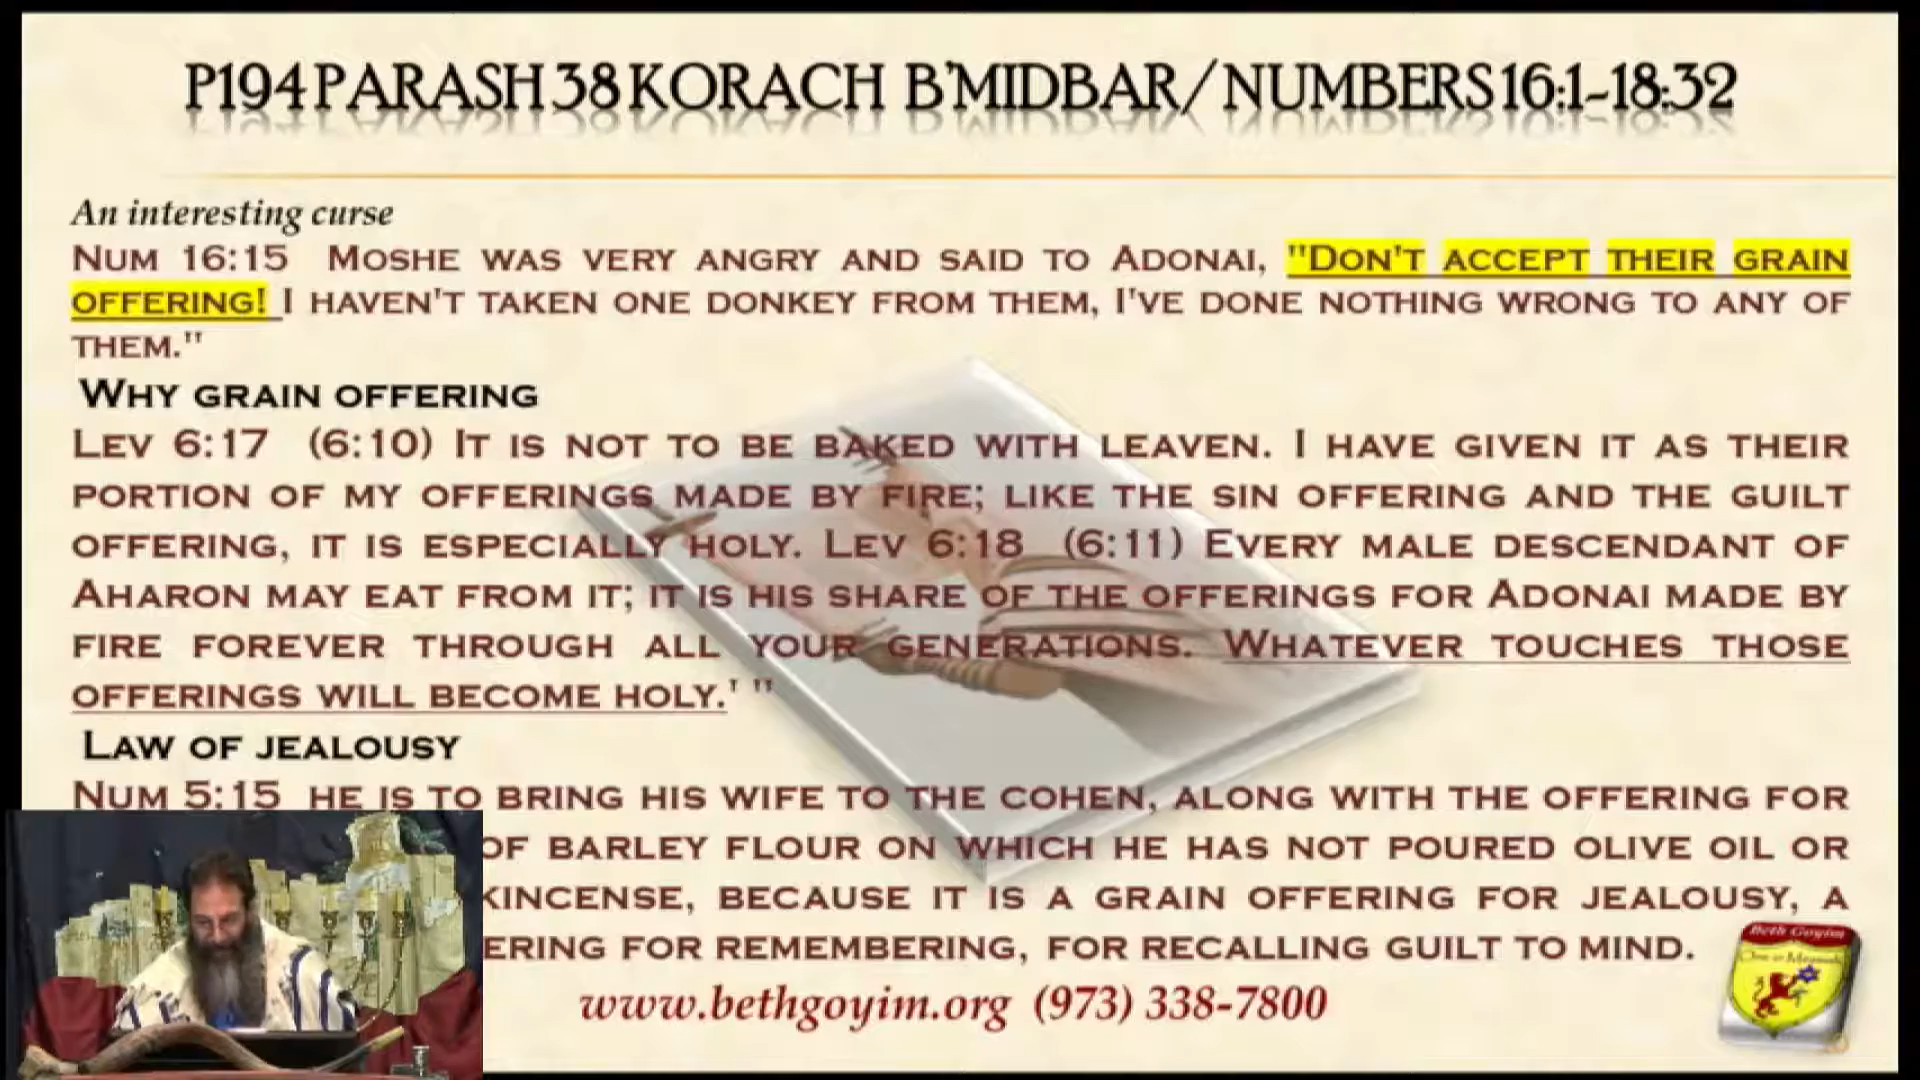 P194 PARASH 38 KORACH B'MIDBAR/NUMBERS 16:1-18:32
An interesting curse
NUM 16:15 MOSHE WAS VERY ANGRY AND SAID TO ADONAI, "DON'T ACCEPT THEIR GRAIN
OFFERING! I HAVEN'T TAKEN ONE DONKEY FROM THEM, I'VE DONE NOTHING WRONG TO ANY OF
THEM."
WHY GRAIN OFFERING
LEV 6:17 (6:10) IT IS NOT TO BE BAKED WITH LEAVEN. I HAVE GIVEN IT AS THEIR
PORTION OF MY OFFERINGS MADE BY FIRE; LIKE THE SIN OFFERING AND THE GUILT
OFFERING, IT IS ESPECIALLY HOLY. LEV 6:18 (6:11) EVERY MALE DESCENDANT OF
AHARON MAY EAT FROM IT; IT IS HIS SHARE OF THE OFFERINGS FOR ADONAI MADE BY
FIRE FOREVER THROUGH ALL YOUR GENERATIONS. WHATEVER TOUCHES THOSE
OFFERINGS WILL BECOME HOLY.' "
LAW OF JEALOUSY
NUM 5:15 HE IS TO BRING HIS WIFE TO THE COHEN, ALONG WITH THE OFFERING FOR
OF BARLEY FLOUR ON WHICH HE HAS NOT POURED OLIVE OIL OR
KINCENSE, BECAUSE IT IS A GRAIN OFFERING FOR JEALOUSY, A
ERING FOR REMEMBERING, FOR RECALLING GUILT TO MIND.
www.bethgoyim.org (973) 338-7800
Beth Goyim
One in Messiah